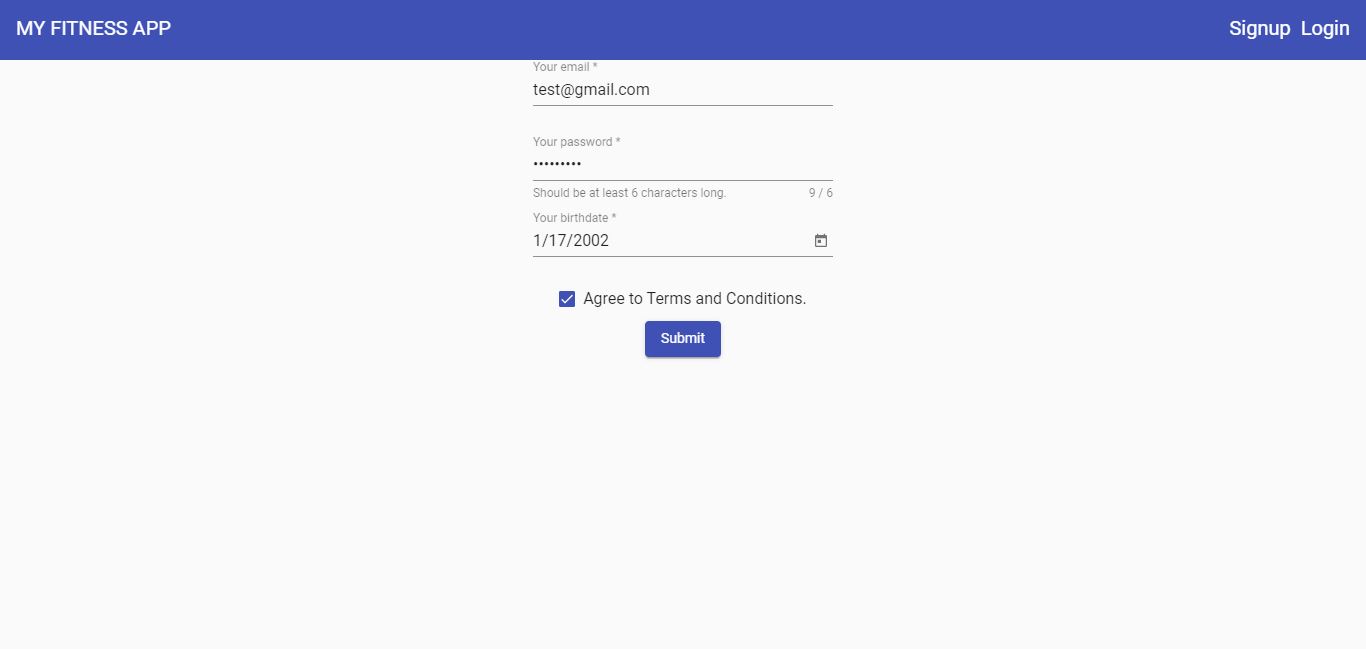 MY FITNESS APP
Signup Login
Your email *
test@gmail.com
Your password *
•••••••••
Should be at least 6 characters long. 9 / 6
Your birthdate *
1/17/2002
Agree to Terms and Conditions.
Submit